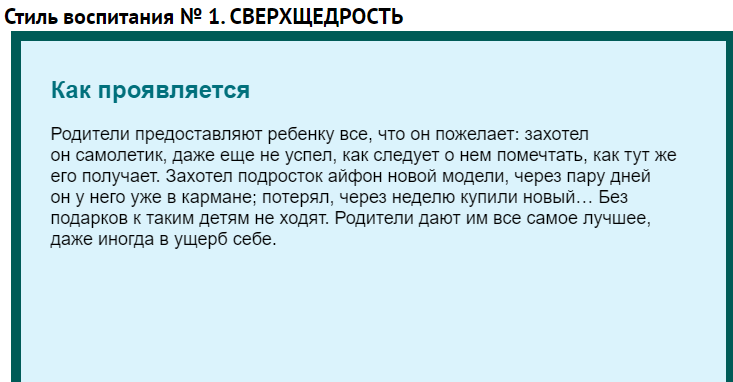 Стиль воспитания № 1. СВЕРХЩЕДРОСТЬ
Как проявляется
Родители предоставляют ребенку все, что он пожелает: захотел
он самолетик, даже еще не успел, как следует о нем помечтать, как тут же
его получает. Захотел подросток айфон новой модели, через пару дней
он у него уже в кармане; потерял, через неделю купили новый… Без
подарков к таким детям не ходят. Родители дают им все самое лучшее,
даже иногда в ущерб себе.